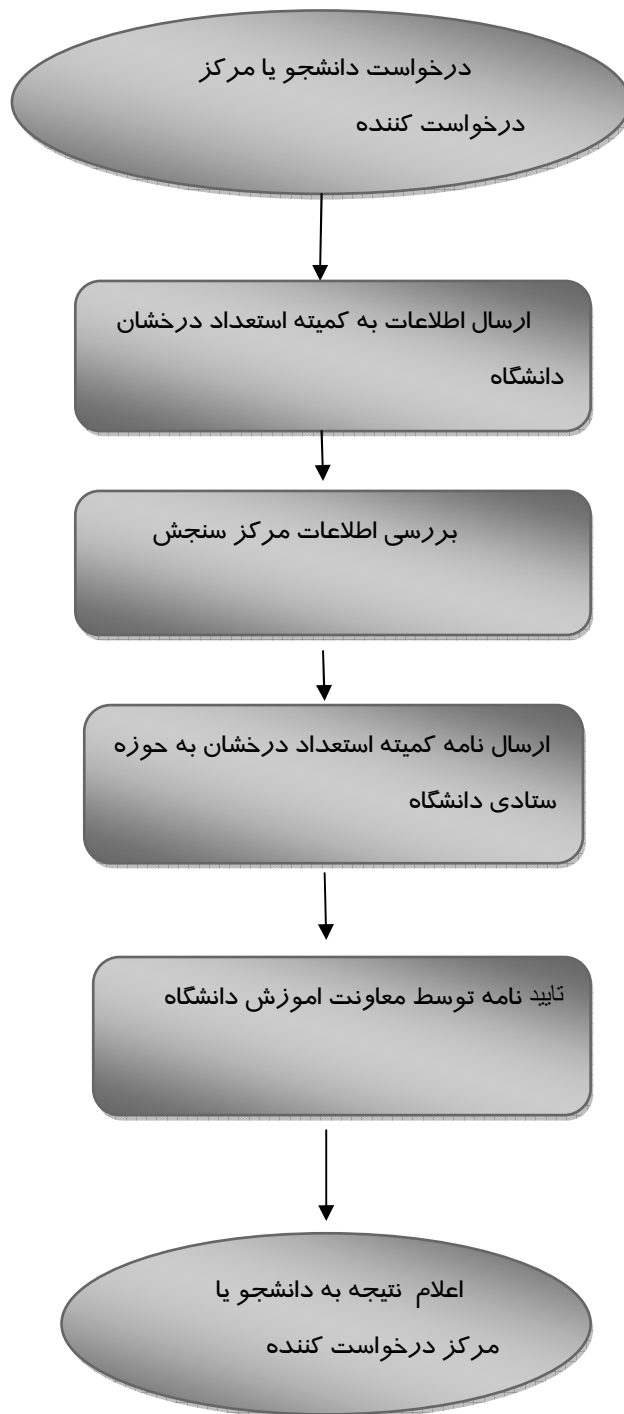 درخواست دانشجو یا مرکز
درخواست کننده
ارسال اطلاعات به کمیته استعداد درخشان
دانشگاه
بررسی اطلاعات مرکز سنجش
ارسال نامه کمیته استعداد درخشان به حوزه
ستادی دانشگاه
تایید نامه توسط معاونت اموزش دانشگاه
اعلام نتیجه به دانشجو یا
مرکز درخواست کننده